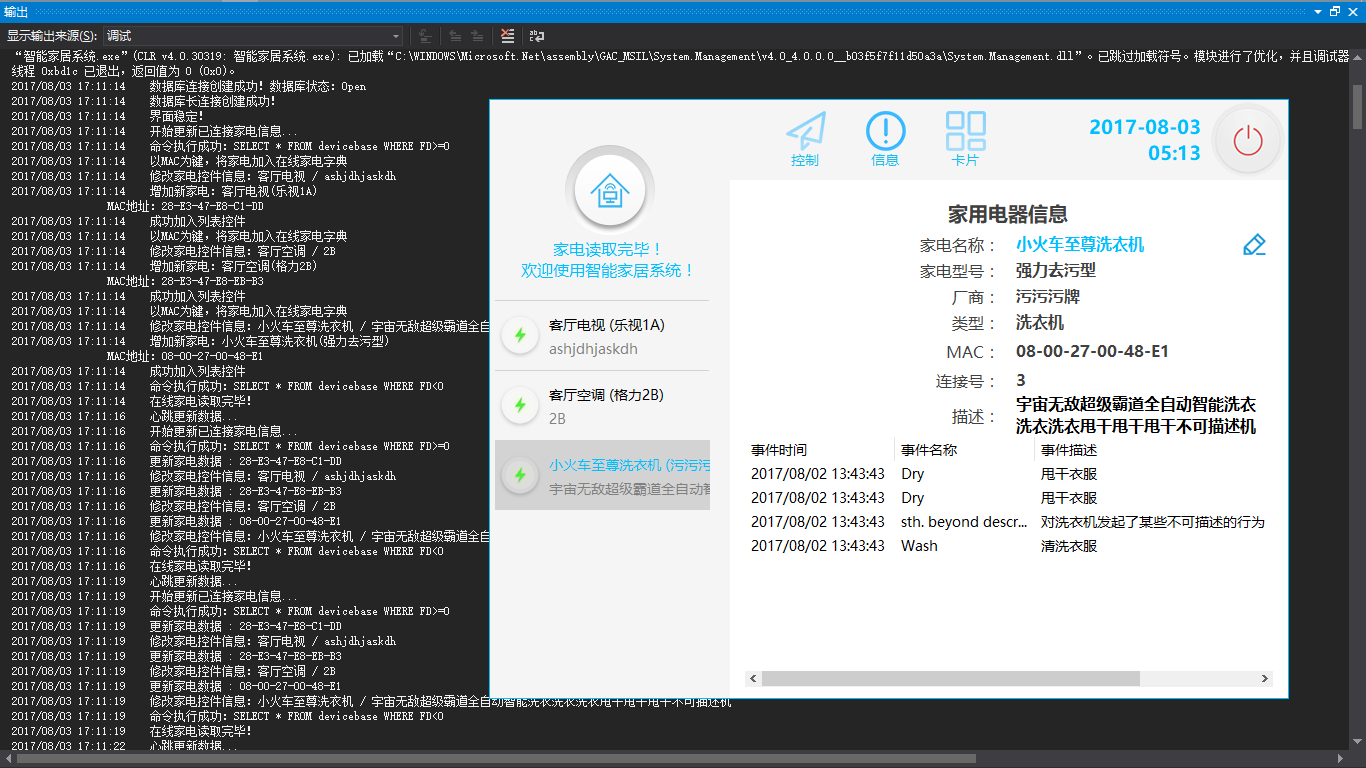 输出
显示输出来源(S): 调试
“智能家居系统.exe”(CLR v4.0.30319: 智能家居系统.exe): 已加载“C:\WINDOWS\Microsoft.Net\assembly\GAC_MSIL\System.Management\v4.0_4.0.0.0__b03f5f7f11d50a3a\System.Management.dll”。已跳过加载符号。模块进行了优化，并且调试器
线程 0xbd1c 已退出，返回值为 0 (0x0)。
2017/08/03 17:11:14 数据库连接创建成功! 数据库状态: Open
2017/08/03 17:11:14 数据库长连接创建成功!
2017/08/03 17:11:14 界面稳定!
2017/08/03 17:11:14 开始更新已连接家电信息...
2017/08/03 17:11:14 命令执行成功: SELECT * FROM devicebase WHERE FD>=0
2017/08/03 17:11:14 以MAC为键，将家电加入在线家电字典
2017/08/03 17:11:14 修改家电控件信息: 客厅电视 / ashjdhjaskdh
2017/08/03 17:11:14 增加新家电: 客厅电视(乐视1A)
MAC地址: 28-E3-47-E8-C1-DD
2017/08/03 17:11:14 成功加入列表控件
2017/08/03 17:11:14 以MAC为键，将家电加入在线家电字典
2017/08/03 17:11:14 修改家电控件信息: 客厅空调 / 2B
2017/08/03 17:11:14 增加新家电: 客厅空调(格力2B)
MAC地址: 28-E3-47-E8-EB-B3
2017/08/03 17:11:14 成功加入列表控件
2017/08/03 17:11:14 以MAC为键，将家电加入在线家电字典
2017/08/03 17:11:14 修改家电控件信息: 小火车至尊洗衣机 / 宇宙无敌超级霸道全自
2017/08/03 17:11:14 增加新家电: 小火车至尊洗衣机(强力去污型)
MAC地址: 08-00-27-00-48-E1
2017/08/03 17:11:14 成功加入列表控件
2017/08/03 17:11:14 命令执行成功: SELECT * FROM devicebase WHERE FD<0
2017/08/03 17:11:14 在线家电读取完毕!
2017/08/03 17:11:16 心跳更新数据...
2017/08/03 17:11:16 开始更新已连接家电信息...
2017/08/03 17:11:16 命令执行成功: SELECT * FROM devicebase WHERE FD>=0
2017/08/03 17:11:16 更新家电数据 : 28-E3-47-E8-C1-DD
2017/08/03 17:11:16 修改家电控件信息: 客厅电视 / ashjdhjaskdh
2017/08/03 17:11:16 更新家电数据 : 28-E3-47-E8-EB-B3
2017/08/03 17:11:16 修改家电控件信息: 客厅空调 / 2B
2017/08/03 17:11:16 更新家电数据 : 08-00-27-00-48-E1
2017/08/03 17:11:16 修改家电控件信息: 小火车至尊洗衣机 / 宇宙无敌超级霸道全自
2017/08/03 17:11:16 命令执行成功: SELECT * FROM devicebase WHERE FD<0
2017/08/03 17:11:16 在线家电读取完毕!
2017/08/03 17:11:19 心跳更新数据...
2017/08/03 17:11:19 开始更新已连接家电信息...
2017/08/03 17:11:19 命令执行成功: SELECT * FROM devicebase WHERE FD>=0
2017/08/03 17:11:19 更新家电数据 : 28-E3-47-E8-C1-DD
2017/08/03 17:11:19 修改家电控件信息: 客厅电视 / ashjdhjaskdh
2017/08/03 17:11:19 更新家电数据 : 28-E3-47-E8-EB-B3
2017/08/03 17:11:19 修改家电控件信息: 客厅空调 / 2B
2017/08/03 17:11:19 更新家电数据 : 08-00-27-00-48-E1
2017/08/03 17:11:19 修改家电控件信息: 小火车至尊洗衣机 / 宇宙无敌超级霸道全自动智能洗衣洗衣洗衣甩干甩干甩干不可描述机
2017/08/03 17:11:19 命令执行成功: SELECT * FROM devicebase WHERE FD<0
2017/08/03 17:11:19 在线家电读取完毕!
2017/08/03 17:11:22 心跳更新数据...
家电读取完毕！
欢迎使用智能家居系统！
客厅电视 (乐视1A)
ashjdhjaskdh
客厅空调 (格力2B)
2B
小火车至尊洗衣机 (污污污
宇宙无敌超级霸道全自动智
控制 信息 卡片
2017-08-03
05:13
家用电器信息
家电名称： 小火车至尊洗衣机
家电型号： 强力去污型
厂商： 污污污牌
类型： 洗衣机
MAC： 08-00-27-00-48-E1
连接号： 3
描述： 宇宙无敌超级霸道全自动智能洗衣
洗衣洗衣甩干甩干甩干不可描述机
事件时间 事件名称 事件描述
2017/08/02 13:43:43 Dry 甩干衣服
2017/08/02 13:43:43 Dry 甩干衣服
2017/08/02 13:43:43 sth. beyond descr... 对洗衣机发起了某些不可描述的行为
2017/08/02 13:43:43 Wash 清洗衣服